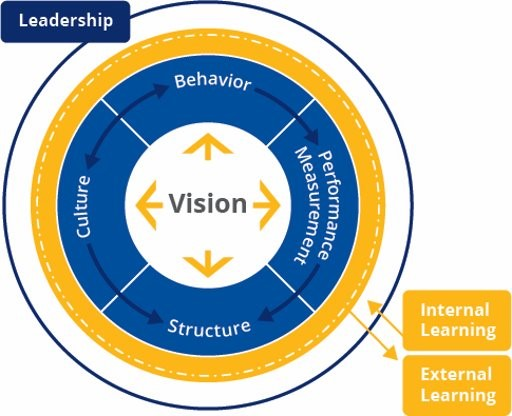 Leadership
Behavior
Performance
Measurement
Culture
Vision
Structure
Internal
Learning
External
Learning